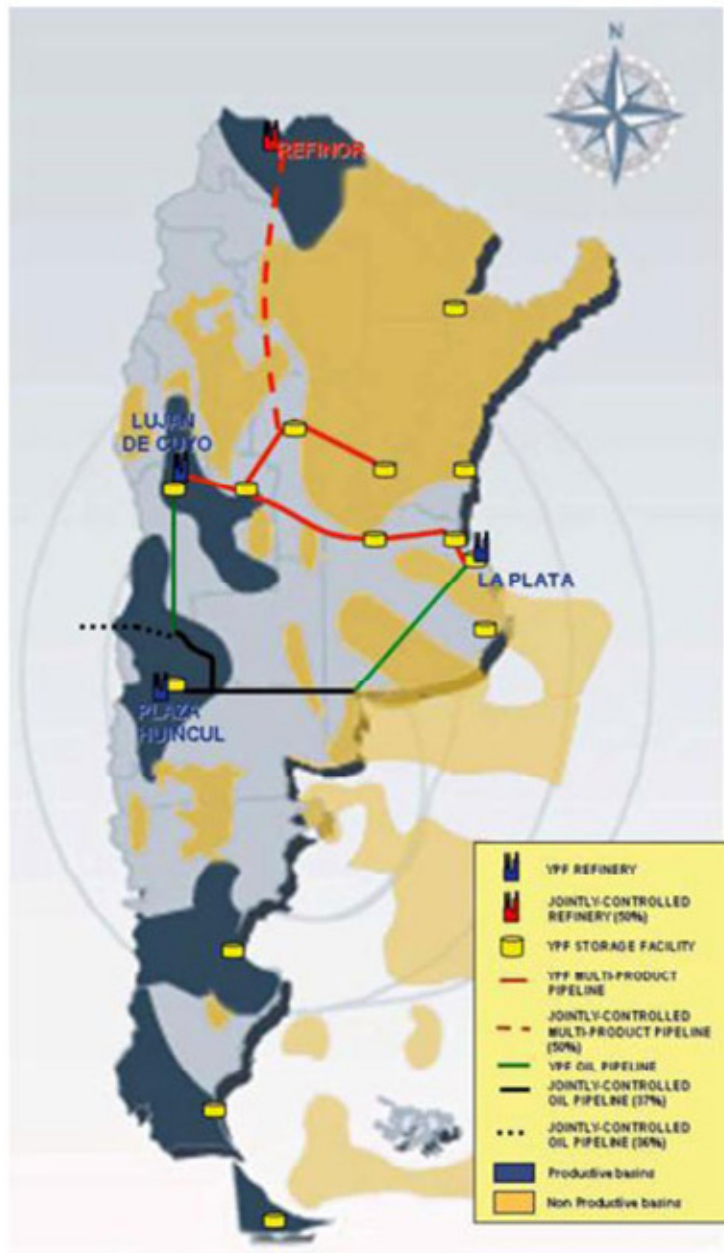 N
REFINOR
LUJAN
DE CUYO
LA PLATA
PLAZA
HUINCUL
YPF REFINERY
JOINTLY-CONTROLLED
REFINERY (50%)
YPF STORAGE FACILITY
YPF MULTI-PRODUCT
PIPELINE
JOINTLY-CONTROLLED
MULTI-PRODUCT PIPELINE
(50%)
YPF OIL PIPELINE
JOINTLY-CONTROLLED
OIL PIPELINE (37%)
JOINTLY-CONTROLLED
OIL PIPELINE (36%)
Productive basins
Non Productive basins